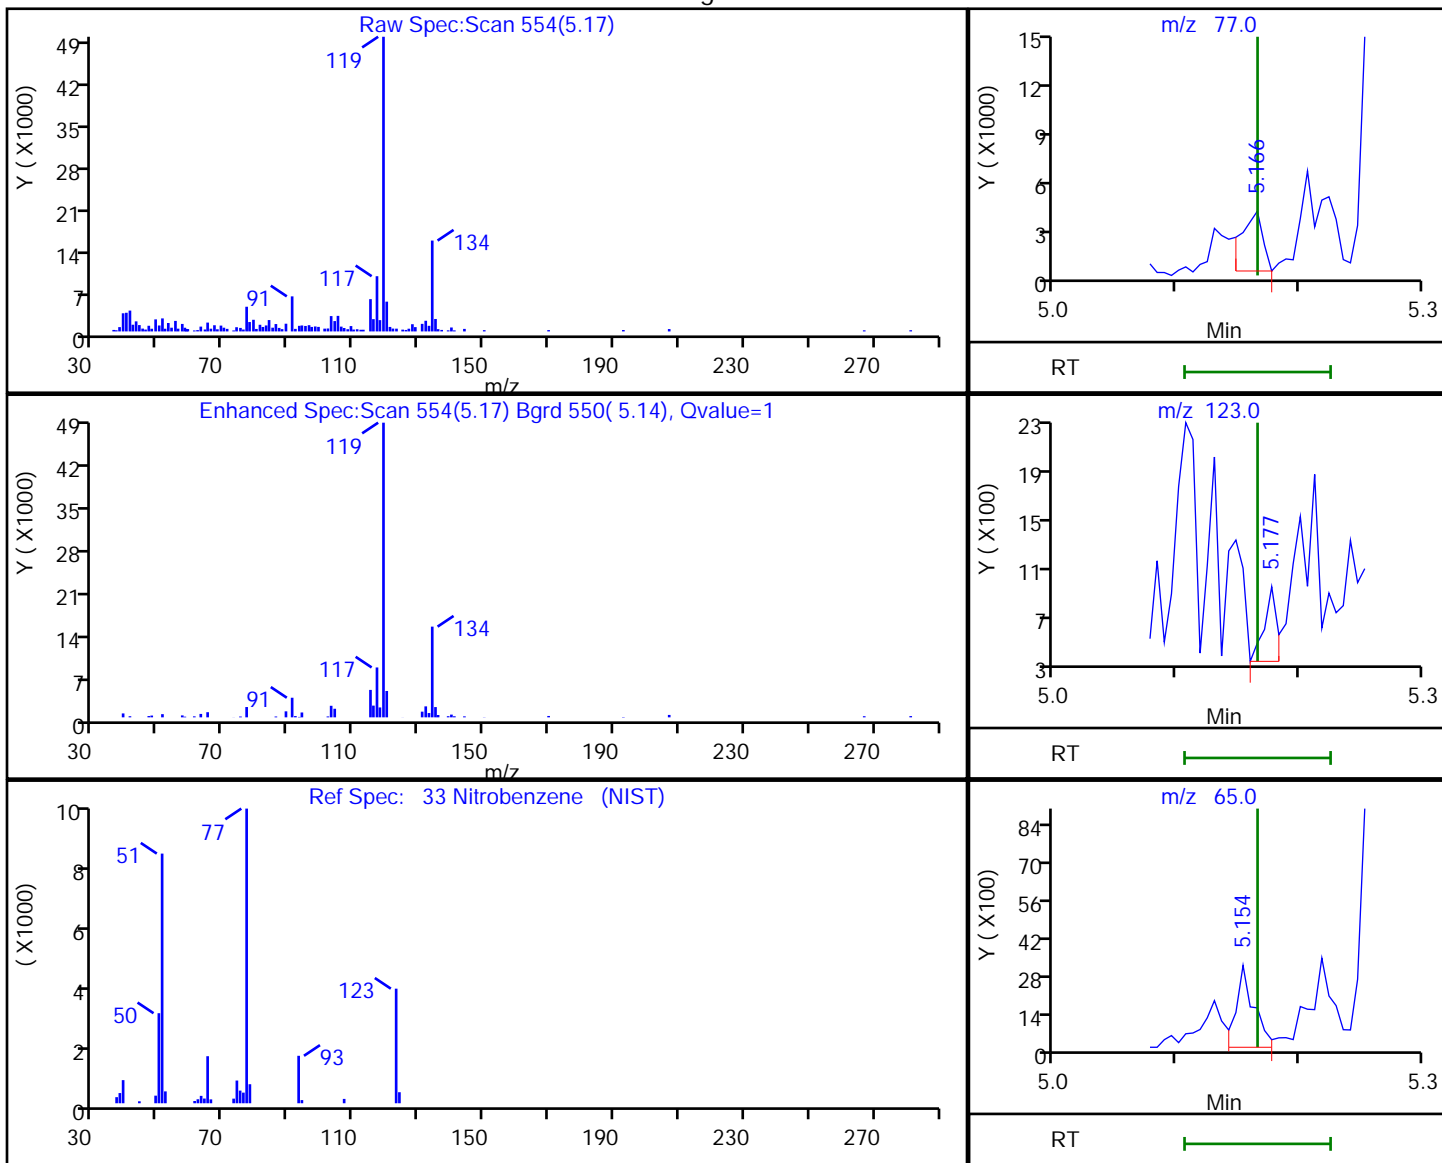 Raw Spec:Scan 554(5.17)
Y ( X1000)
49
42
35
28
21
14
7
0
119
134
117
91
30 70 110 150 190 230 270
m/z
m/z 77.0
Y ( X1000)
15
12
9
6
3
0
5.166
5.0 5.3
Min
RT
Enhanced Spec:Scan 554(5.17) Bgrd 550( 5.14), Qvalue=1
Y ( X1000)
49
42
35
28
21
14
7
0
119
134
117
91
30 70 110 150 190 230 270
m/z
m/z 123.0
Y ( X100)
23
19
15
11
7
3
5.177
5.0 5.3
Min
RT
Ref Spec: 33 Nitrobenzene (NIST)
( X1000)
10
8
6
4
2
0
77
51
50
123
93
30 70 110 150 190 230 270
m/z 65.0
Y ( X100)
84
70
56
42
28
14
0
5.154
5.0 5.3
Min
RT